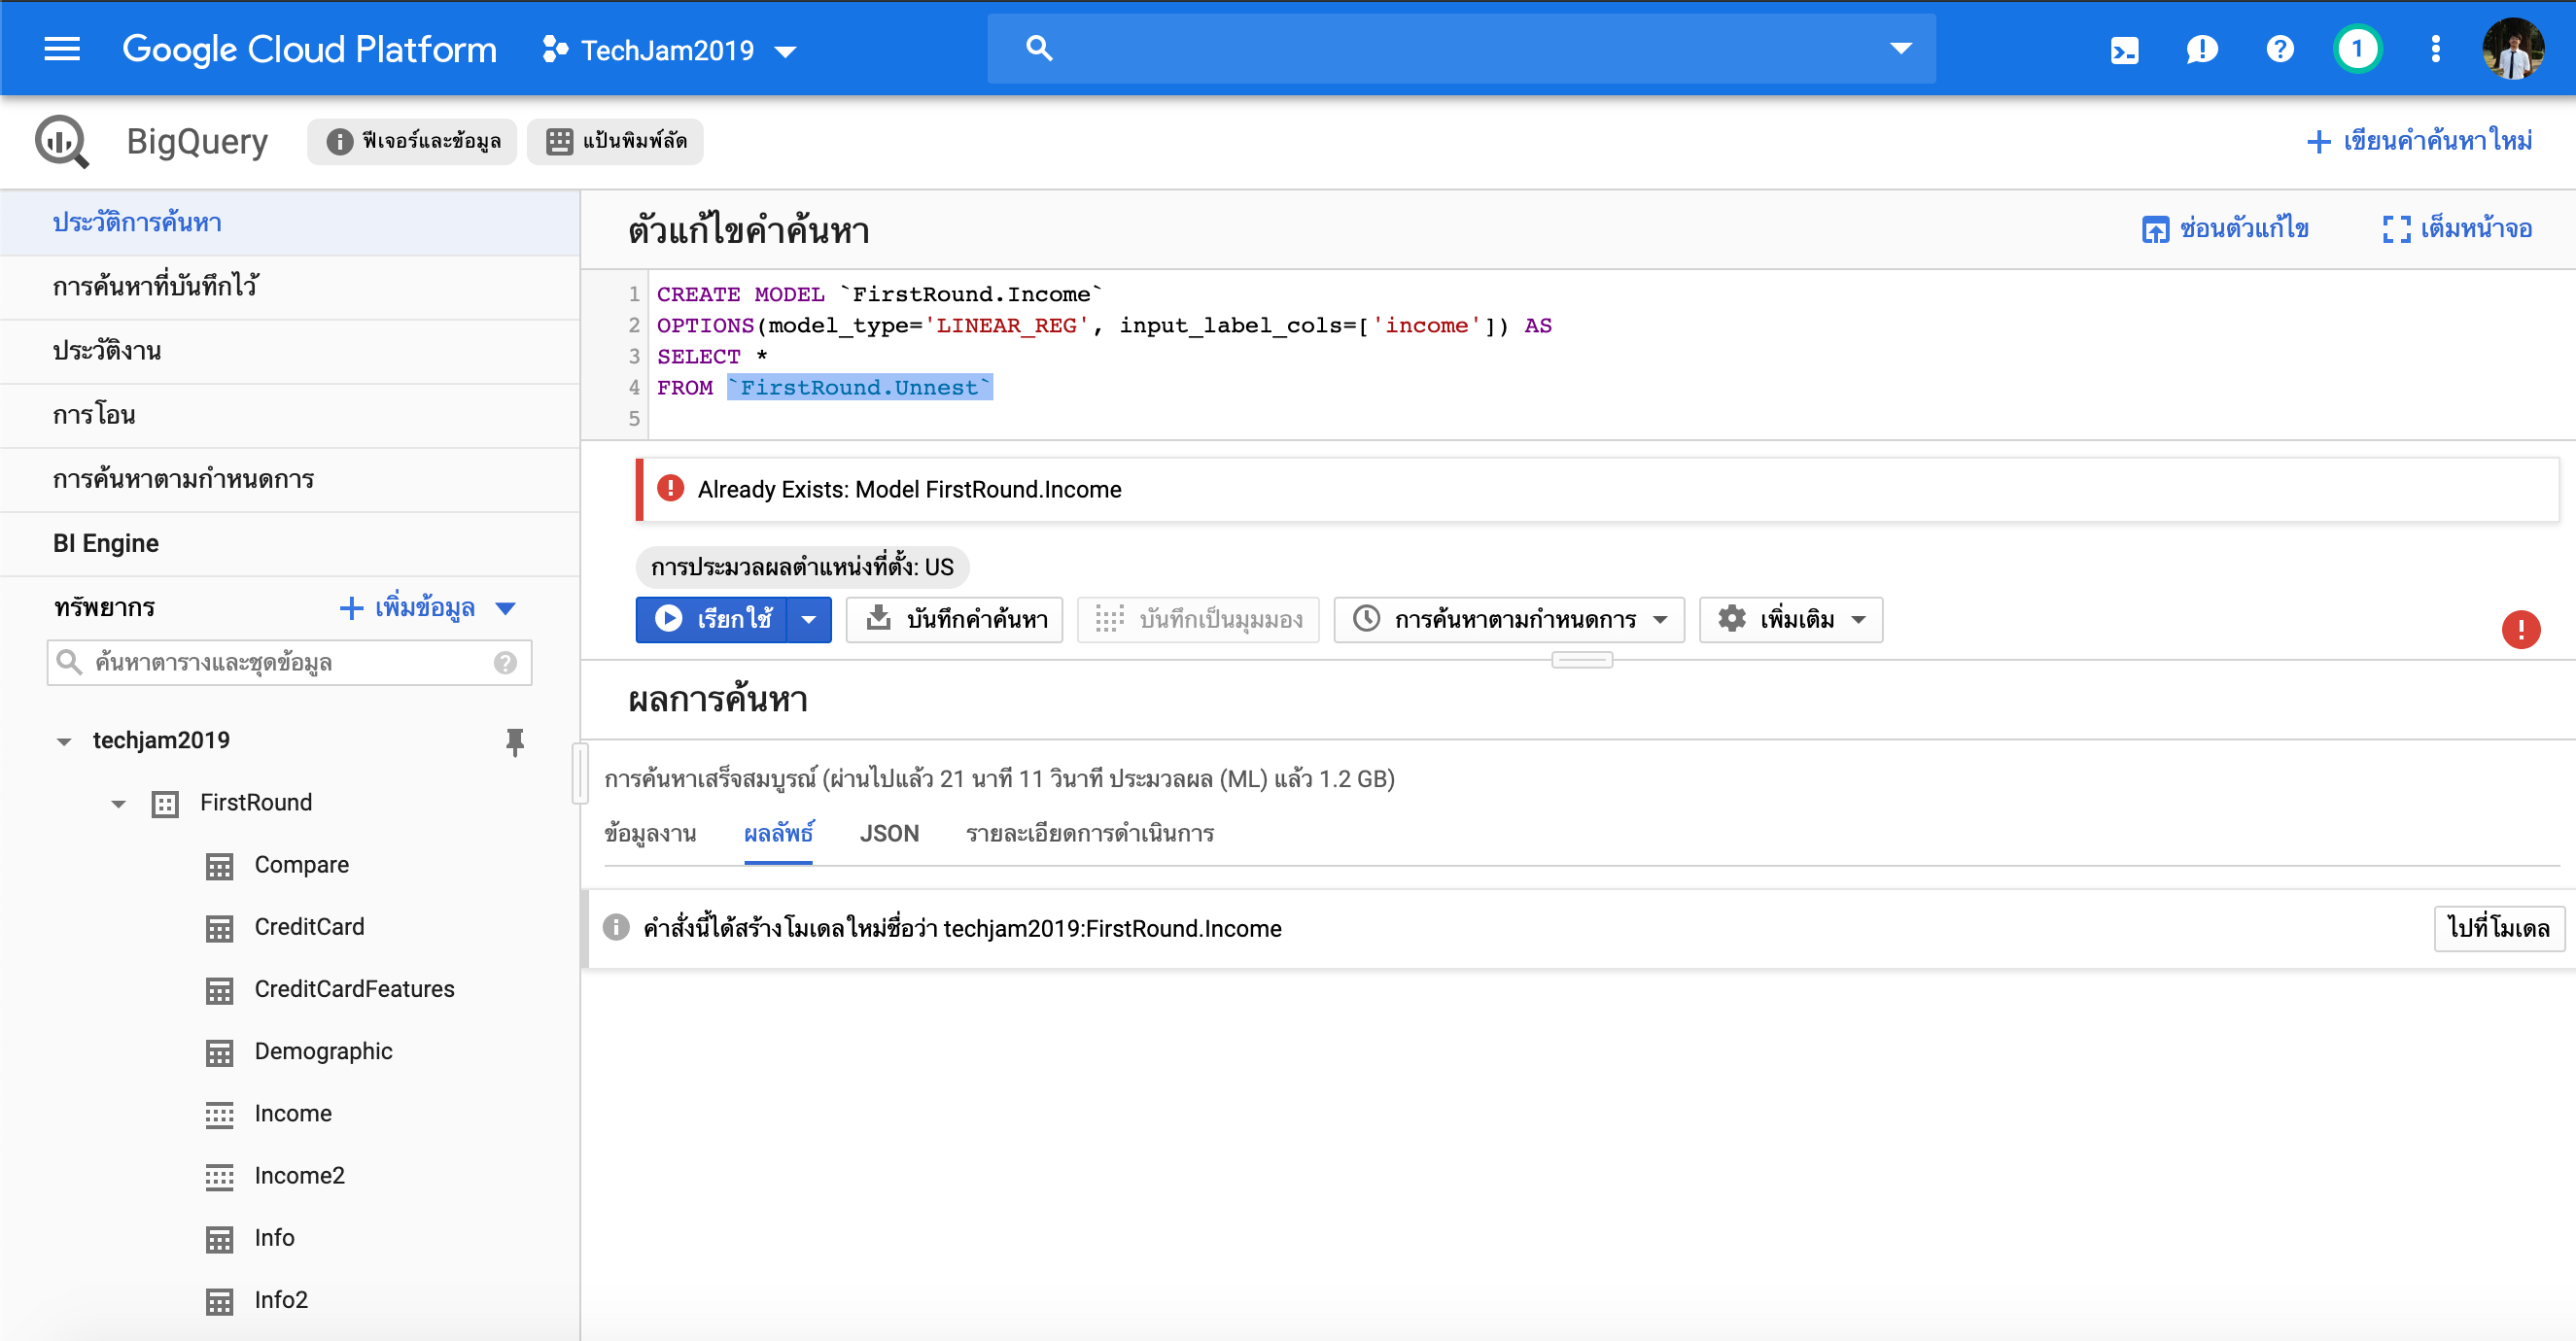 Google Cloud Platform TechJam2019 1
BigQuery ฟีเจอร์และข้อมูล แป้นพิมพ์ลัด + เขียนคำค้นหาใหม่
ประวัติการค้นหา
การค้นหาที่บันทึกไว้
ประวัติงาน
การโอน
การค้นหาตามกำหนดการ
BI Engine
ทรัพยากร + เพิ่มข้อมูล
ค้นหาตารางและชุดข้อมูล
techjam2019
FirstRound
Compare
CreditCard
CreditCardFeatures
Demographic
Income
Income2
Info
Info2
ตัวแก้ไขคำค้นหา ซ่อนตัวแก้ไข เต็มหน้าจอ
1 CREATE MODEL `FirstRound.Income`
2 OPTIONS(model_type='LINEAR_REG', input_label_cols=['income']) AS
3 SELECT *
4 FROM `FirstRound.Unnest`
5
Already Exists: Model FirstRound.Income
การประมวลผลตำแหน่งที่ตั้ง: US
เรียกใช้ บันทึกคำค้นหา บันทึกเป็นมุมมอง การค้นหาตามกำหนดการ เพิ่มเติม
ผลการค้นหา
การค้นหาเสร็จสมบูรณ์ (ผ่านไปแล้ว 21 นาที 11 วินาที ประมวลผล (ML) แล้ว 1.2 GB)
ข้อมูลงาน ผลลัพธ์ JSON รายละเอียดการดำเนินการ
คำสั่งนี้ได้สร้างโมเดลใหม่ชื่อว่า techjam2019:FirstRound.Income ไปที่โมเดล